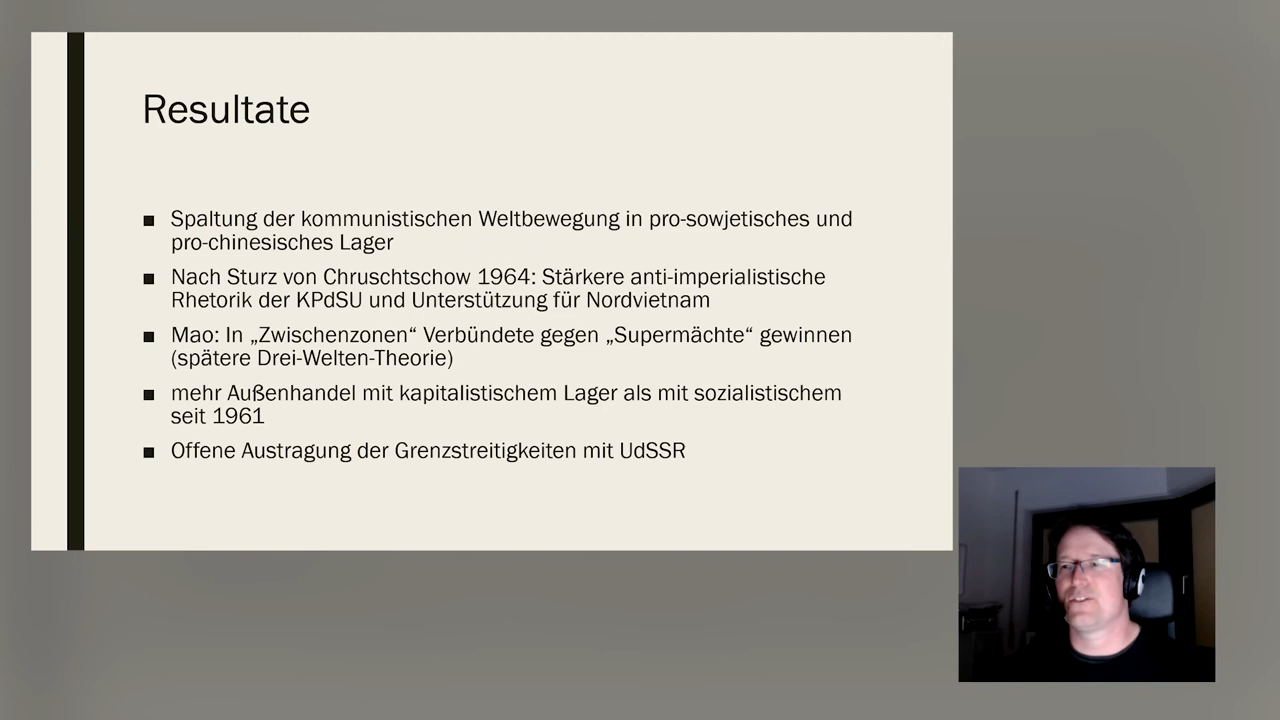 Resultate
■ Spaltung der kommunistischen Weltbewegung in pro-sowjetisches und
pro-chinesisches Lager
■ Nach Sturz von Chruschtschow 1964: Stärkere anti-imperialistische
Rhetorik der KPdSU und Unterstützung für Nordvietnam
■ Mao: In „Zwischenzonen“ Verbündete gegen „Supermächte“ gewinnen
(spätere Drei-Welten-Theorie)
■ mehr Außenhandel mit kapitalistischem Lager als mit sozialistischem
seit 1961
■ Offene Austragung der Grenzstreitigkeiten mit UdSSR